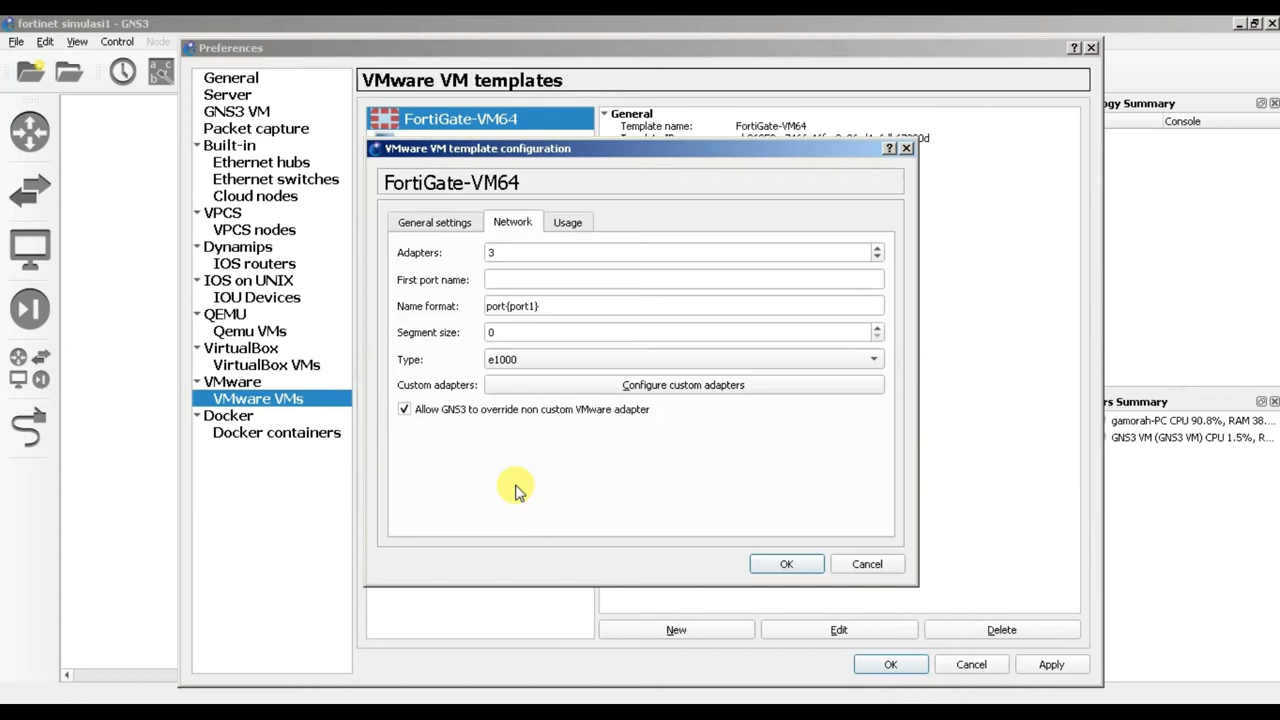 fortinet simulasi1 - GNS3
File Edit View Control Node
Preferences
General
Server
GNS3 VM
Packet capture
Built-in
Ethernet hubs
Ethernet switches
Cloud nodes
VPCS
VPCS nodes
Dynamips
IOS routers
IOS on UNIX
IOU Devices
QEMU
Qemu VMs
VirtualBox
VirtualBox VMs
VMware
VMware VMs
Docker
Docker containers
VMware VM templates
FortiGate-VM64
General
Template name: FortiGate-VM64
VMware VM template configuration
FortiGate-VM64
General settings Network Usage
Adapters: 3
First port name:
Name format: port{port1}
Segment size: 0
Type: e1000
Custom adapters: Configure custom adapters
Allow GNS3 to override non custom VMware adapter
OK Cancel
New Edit Delete
OK Cancel Apply
ogy Summary
Console
rs Summary
gamorah-PC CPU 90.8%, RAM 38....
GNS3 VM (GNS3 VM) CPU 1.5%, R...